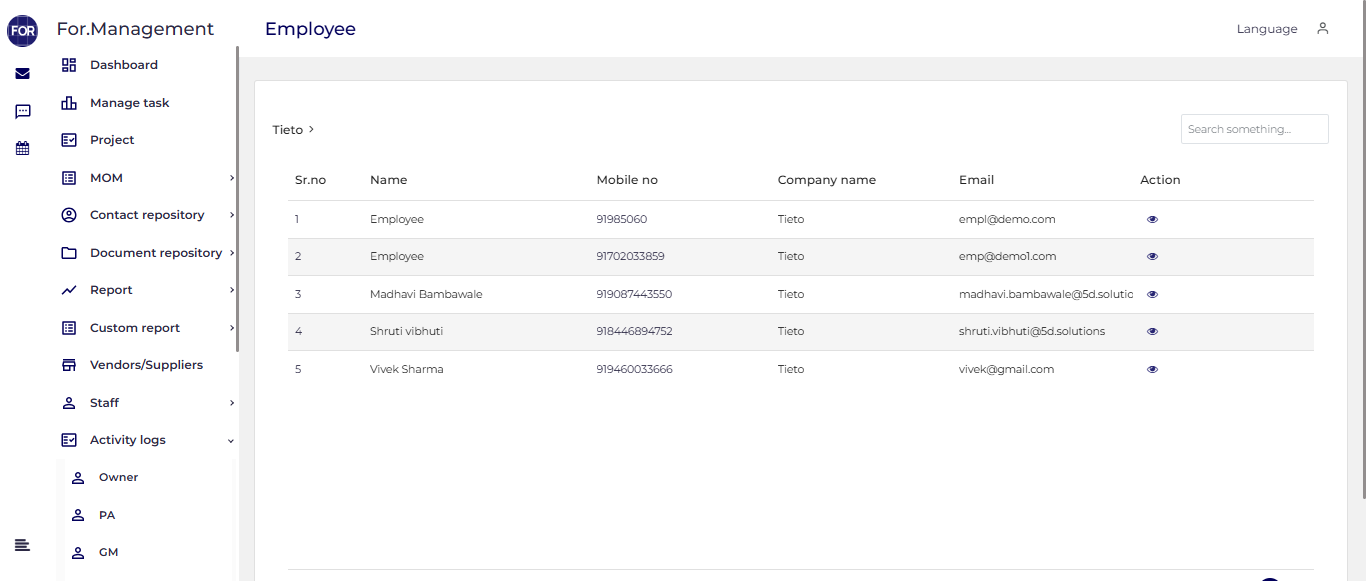 FOR For.Management
Employee
Language
Dashboard
Manage task
Project
MOM
Contact repository
Document repository
Report
Custom report
Vendors/Suppliers
Staff
Activity logs
Owner
PA
GM
Tieto >
Search something...
Sr.no Name Mobile no Company name Email Action
1 Employee 91985060 Tieto empl@demo.com
2 Employee 91702033859 Tieto emp@demo1.com
3 Madhavi Bambawale 919087443550 Tieto madhavi.bambawale@5d.solutio
4 Shruti vibhuti 918446894752 Tieto shruti.vibhuti@5d.solutions
5 Vivek Sharma 919460033666 Tieto vivek@gmail.com